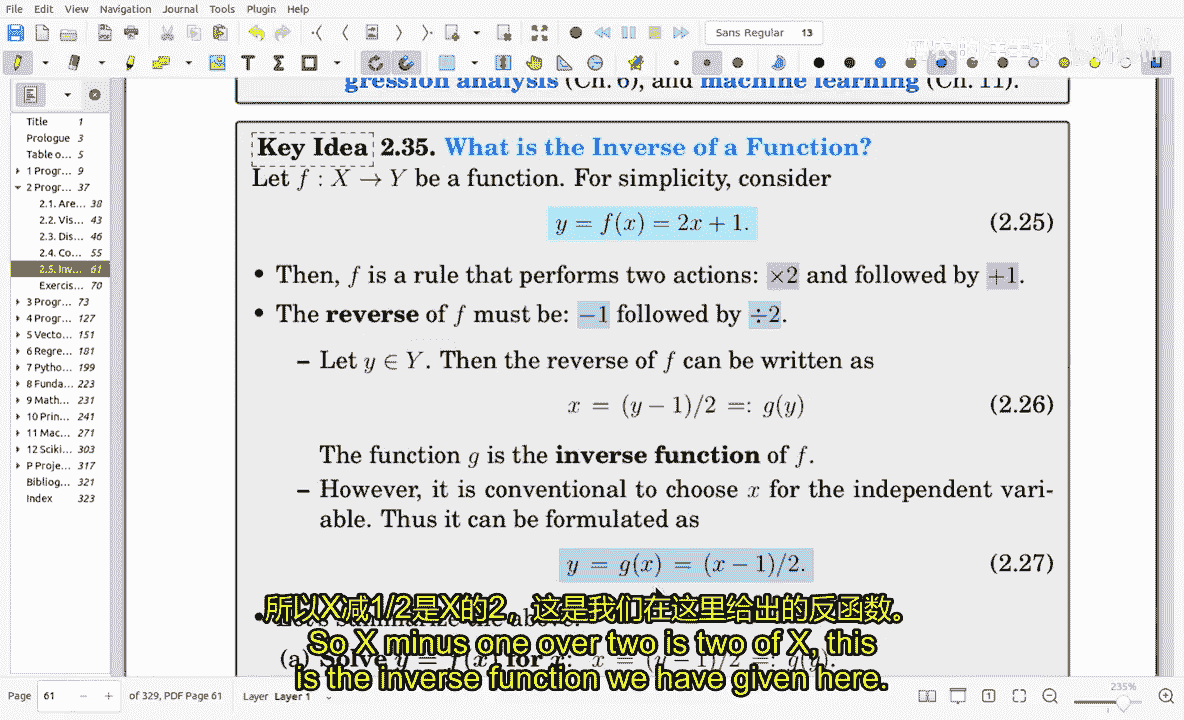 File Edit View Navigation Journal Tools Plugin Help
Sans Regular 13
gression analysis (Ch. 6), and machine learning (Ch. 11).
Title 1
Prologue 3
Table o... 5
1 Progr... 9
2 Progr... 37
2.1. Are... 38
2.2. Vis... 43
2.3. Dis... 46
2.4. Co... 55
2.5. Inv... 61
Exercis... 70
3 Progr... 73
4 Progr... 127
5 Vecto... 151
6 Regre... 181
7 Pytho... 199
8 Funda... 223
9 Math... 231
10 Prin... 241
11 Mac... 271
12 Sciki... 303
P Proje... 317
Bibliog... 321
Index 323
Key Idea 2.35. What is the Inverse of a Function?
Let f : X → Y be a function. For simplicity, consider
y = f(x) = 2x + 1. (2.25)
• Then, f is a rule that performs two actions: ×2 and followed by +1.
• The reverse of f must be: −1 followed by ÷2.
– Let y ∈ Y. Then the reverse of f can be written as
x = (y − 1)/2 =: g(y) (2.26)
The function g is the inverse function of f.
– However, it is conventional to choose x for the independent vari-
able. Thus it can be formulated as
y = g(x) = (x − 1)/2. (2.27)
所以X减1/2是X的2，这是我们在这里给出的反函数。
So X minus one over two is two of X, this
is the inverse function we have given here.
(a) Solve y = f(x) for x: x = (y − 1)/2 =: g(y).
Page 61 of 329, PDF Page 61 Layer Layer 1 235%